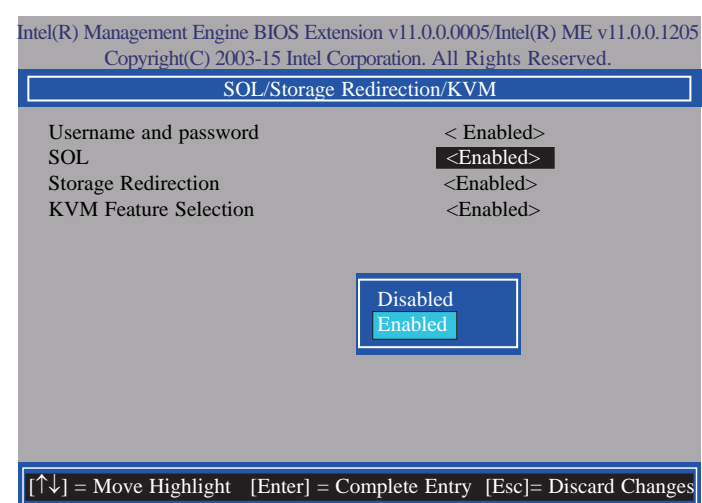 Intel(R) Management Engine BIOS Extension v11.0.0.0005/Intel(R) ME v11.0.0.1205
Copyright(C) 2003-15 Intel Corporation. All Rights Reserved.
SOL/Storage Redirection/KVM
Username and password < Enabled>
SOL <Enabled>
Storage Redirection <Enabled>
KVM Feature Selection <Enabled>
Disabled
Enabled
[↑↓] = Move Highlight [Enter] = Complete Entry [Esc]= Discard Changes